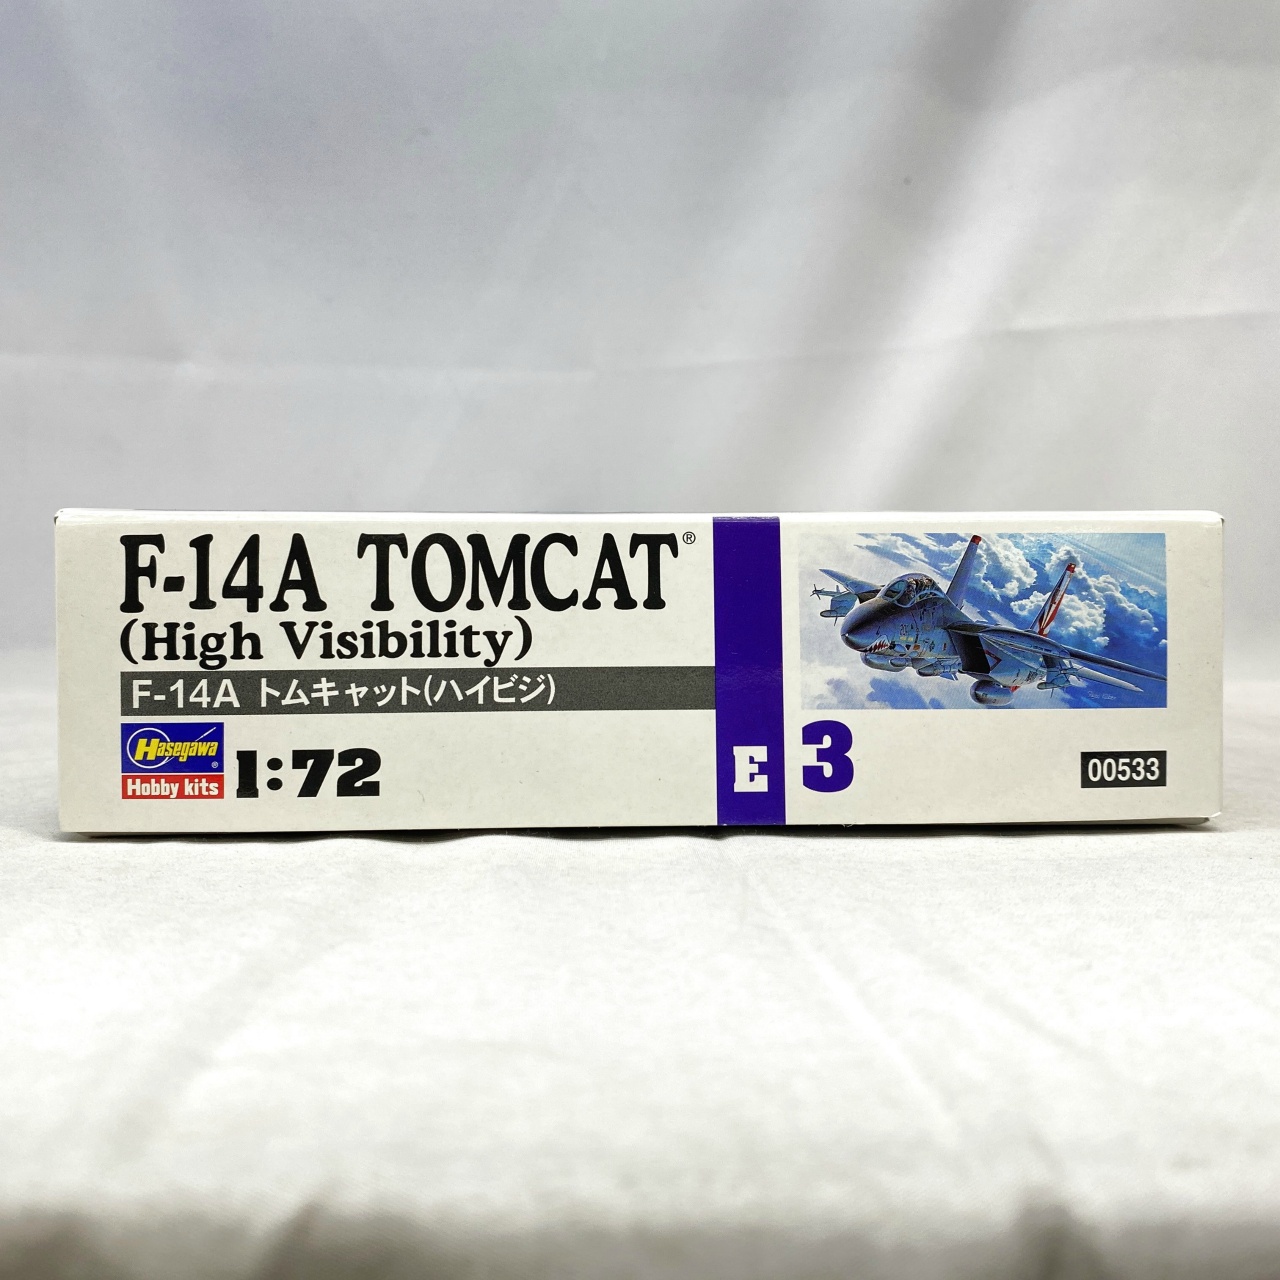 F-14A TOMCAT®
(High Visibility)
F-14A トムキャット(ハイビジ)
Hasegawa®
Hobby kits
1:72
E 3
00533